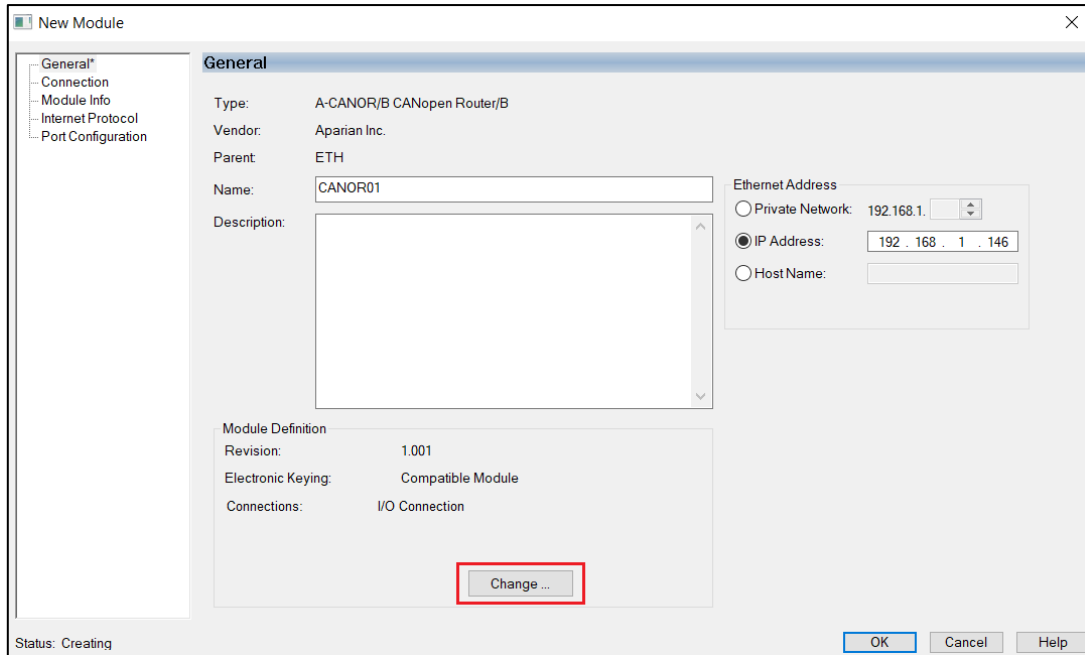 New Module
General*
Connection
Module Info
Internet Protocol
Port Configuration
General
Type: A-CANOR/B CANopen Router/B
Vendor: Aparian Inc.
Parent: ETH
Name: CANOR01
Description:
Ethernet Address
Private Network: 192.168.1.
IP Address: 192 . 168 . 1 . 146
Host Name:
Module Definition
Revision: 1.001
Electronic Keying: Compatible Module
Connections: I/O Connection
Change ...
Status: Creating
OK Cancel Help